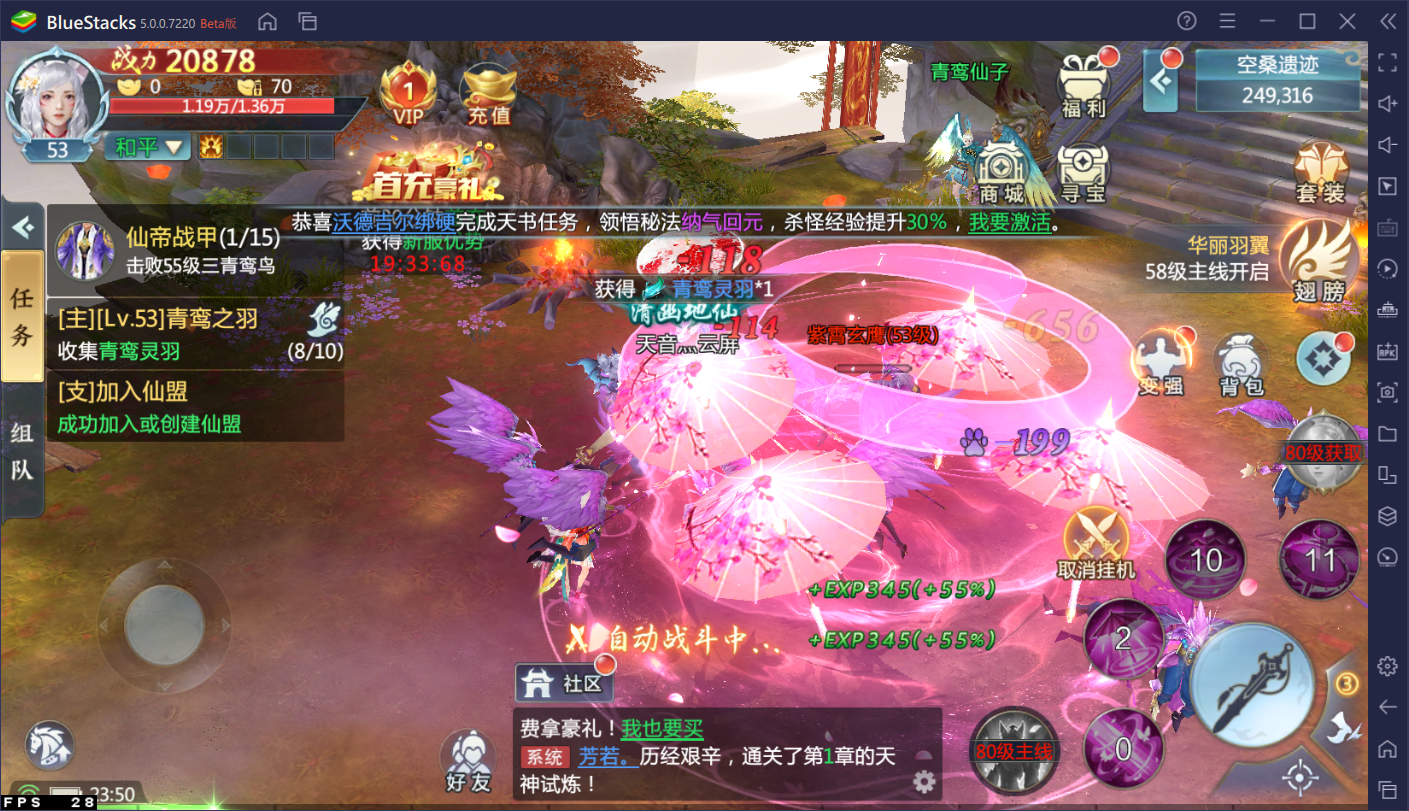 BlueStacks 5.0.0.7220 Beta版
战力 20878
0 70
1.19万/1.36万
53
和平
1
VIP
充值
首充豪礼
青鸾仙子
福利
空桑遗迹
249,316
商城
寻宝
套装
恭喜沃德吉尔绑硬完成天书任务，领悟秘法纳气回元，杀怪经验提升30%，我要激活。
获得新服优势
19:33:68
仙帝战甲(1/15)
击败55级三青鸾鸟
任务
[主][Lv.53]青鸾之羽
收集青鸾灵羽 (8/10)
[支]加入仙盟
成功加入或创建仙盟
组队
华丽羽翼
58级主线开启
翅膀
-118
获得 青鸾灵羽*1
清幽地仙
-114
紫霄玄鹰(53级)
-656
变强
背包
-199
80级获取
取消挂机
10
11
+EXP345(+55%)
自动战斗中...
+EXP345(+55%)
2
社区
3
费拿豪礼！我也要买
系统 芳若。历经艰辛，通关了第1章的天
神试炼！
好友
80级主线
0
23:50
FPS 28